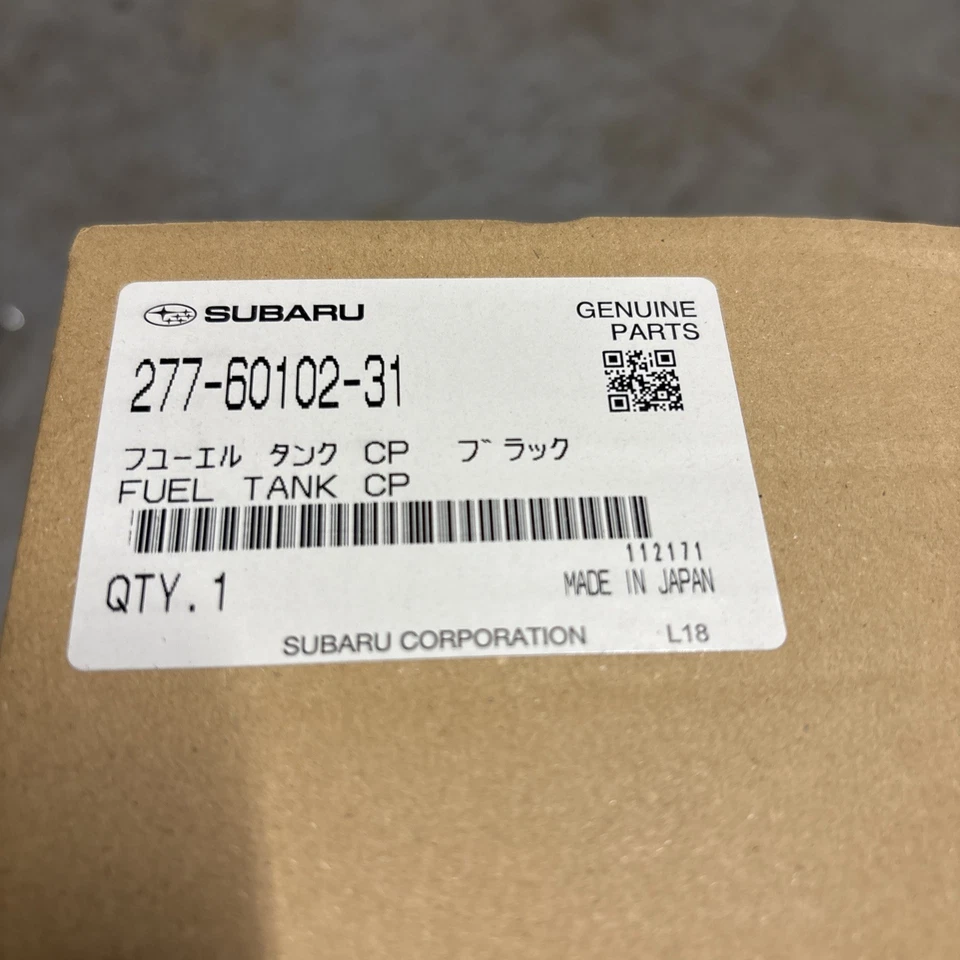 SUBARU
GENUINE
PARTS
277-60102-31
フユーエル タンク CP ブラック
FUEL TANK CP
112171
QTY.1
MADE IN JAPAN
SUBARU CORPORATION
L18